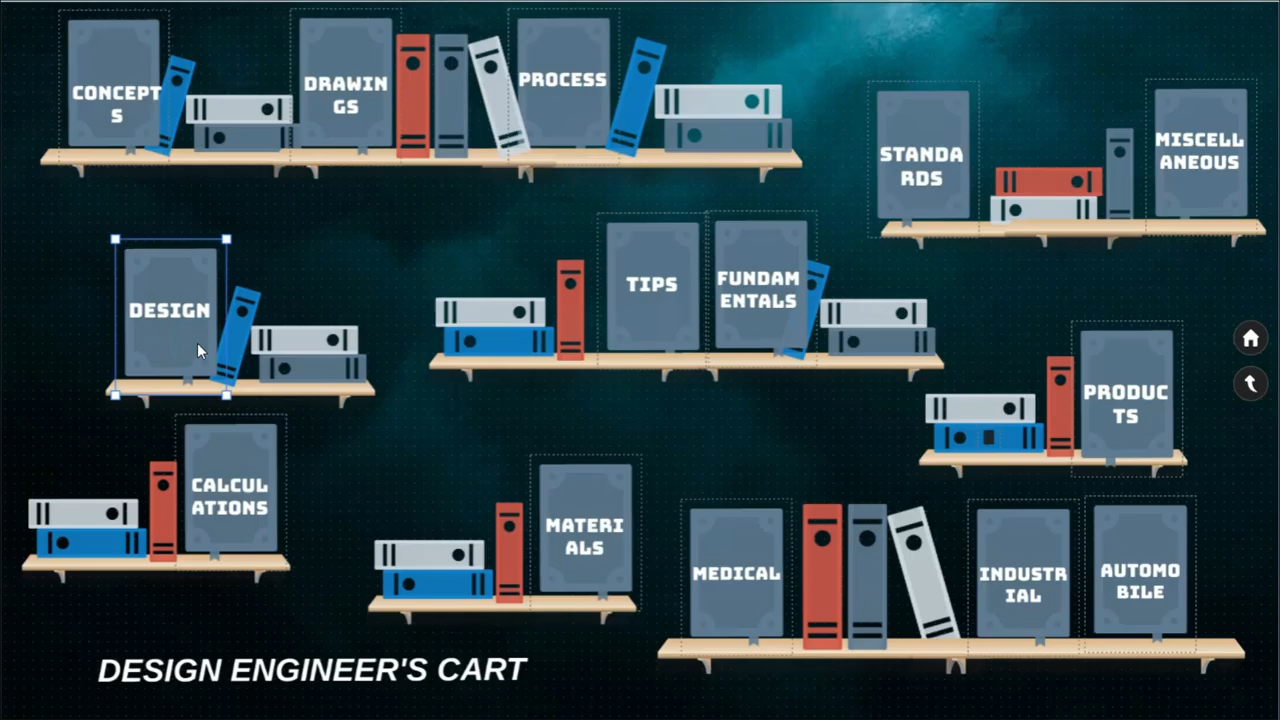 CONCEPT
S
DRAWIN
GS
PROCESS
STANDA
RDS
MISCELL
ANEOUS
DESIGN
TIPS
FUNDAM
ENTALS
PRODUC
TS
CALCUL
ATIONS
MATERI
ALS
MEDICAL
INDUSTR
IAL
AUTOMO
BILE
DESIGN ENGINEER'S CART